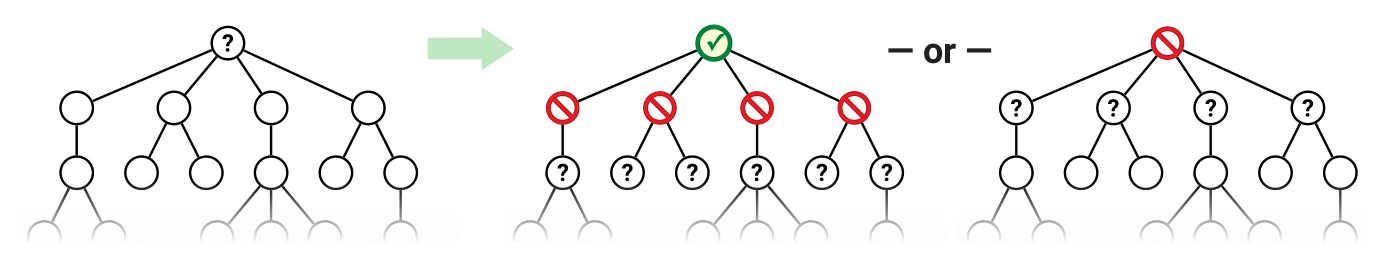 ?
— or —
? ? ? ?
? ? ? ? ? ?